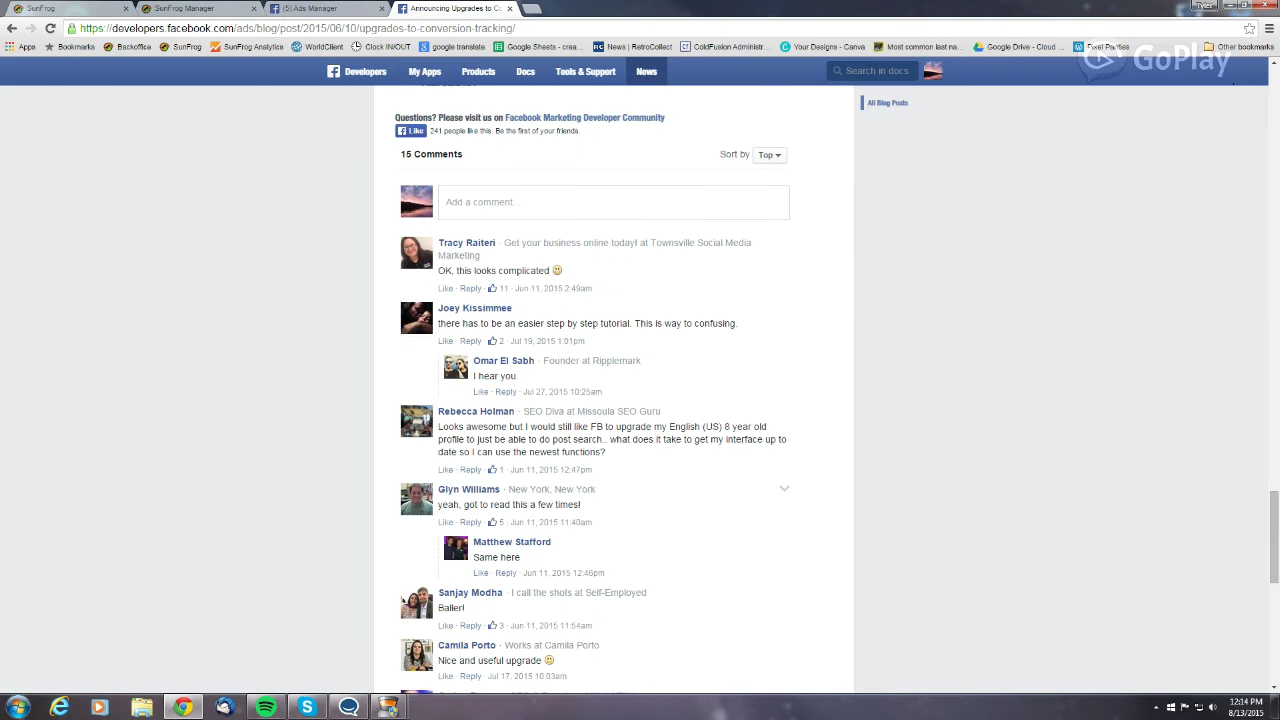 SunFrog
SunFrog Manager
(5) Ads Manager
Announcing Upgrades to Co
Tyler
https://developers.facebook.com/ads/blog/post/2015/06/10/upgrades-to-conversion-tracking/
Apps
Bookmarks
Backoffice
SunFrog
SunFrog Analytics
WorldClient
Clock IN/OUT
google translate
Google Sheets - crea...
News | RetroCollect
ColdFusion Administr...
Your Designs - Canva
Most common last na...
Google Drive - Cloud ...
Pixel Parties
Other bookmarks
GoPlay
Developers
My Apps
Products
Docs
Tools & Support
News
Search in docs
All Blog Posts
Questions? Please visit us on Facebook Marketing Developer Community
Like 241 people like this. Be the first of your friends.
15 Comments
Sort by Top
Add a comment...
Tracy Raiteri · Get your business online today! at Townsville Social Media
Marketing
OK, this looks complicated
Like · Reply · 11 · Jun 11, 2015 2:49am
Joey Kissimmee
there has to be an easier step by step tutorial. This is way to confusing.
Like · Reply · 2 · Jul 19, 2015 1:01pm
Omar El Sabh · Founder at Ripplemark
I hear you.
Like · Reply · Jul 27, 2015 10:25am
Rebecca Holman · SEO Diva at Missoula SEO Guru
Looks awesome but I would still like FB to upgrade my English (US) 8 year old
profile to just be able to do post search.. what does it take to get my interface up to
date so I can use the newest functions?
Like · Reply · 1 · Jun 11, 2015 12:47pm
Glyn Williams · New York, New York
yeah, got to read this a few times!
Like · Reply · 5 · Jun 11, 2015 11:40am
Matthew Stafford
Same here
Like · Reply · Jun 11, 2015 12:46pm
Sanjay Modha · I call the shots at Self-Employed
Baller!
Like · Reply · 3 · Jun 11, 2015 11:54am
Camila Porto · Works at Camila Porto
Nice and useful upgrade
Like · Reply · Jul 17, 2015 10:03am
12:14 PM
8/13/2015